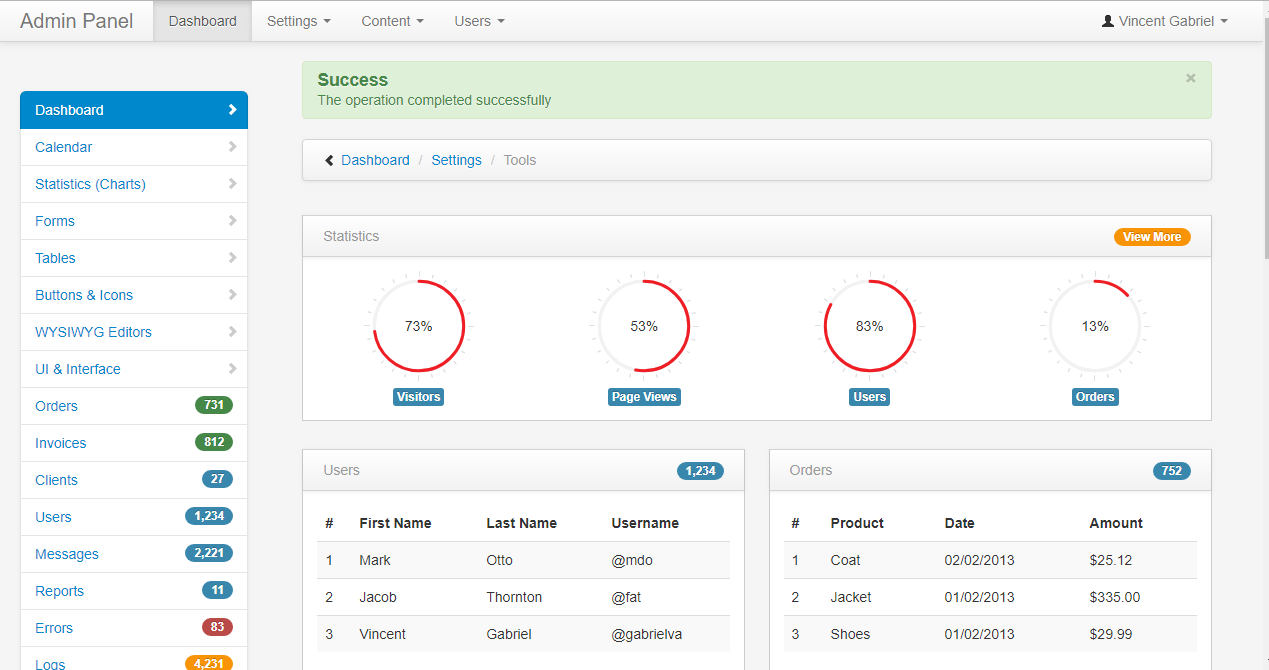 Admin Panel Dashboard Settings Content Users Vincent Gabriel
Dashboard
Calendar
Statistics (Charts)
Forms
Tables
Buttons & Icons
WYSIWYG Editors
UI & Interface
Orders 731
Invoices 812
Clients 27
Users 1,234
Messages 2,221
Reports 11
Errors 83
Logs 4,231
Success ×
The operation completed successfully
Dashboard / Settings / Tools
Statistics View More
73% 53% 83% 13%
Visitors Page Views Users Orders
Users 1,234
# First Name Last Name Username
1 Mark Otto @mdo
2 Jacob Thornton @fat
3 Vincent Gabriel @gabrielva
Orders 752
# Product Date Amount
1 Coat 02/02/2013 $25.12
2 Jacket 01/02/2013 $335.00
3 Shoes 01/02/2013 $29.99